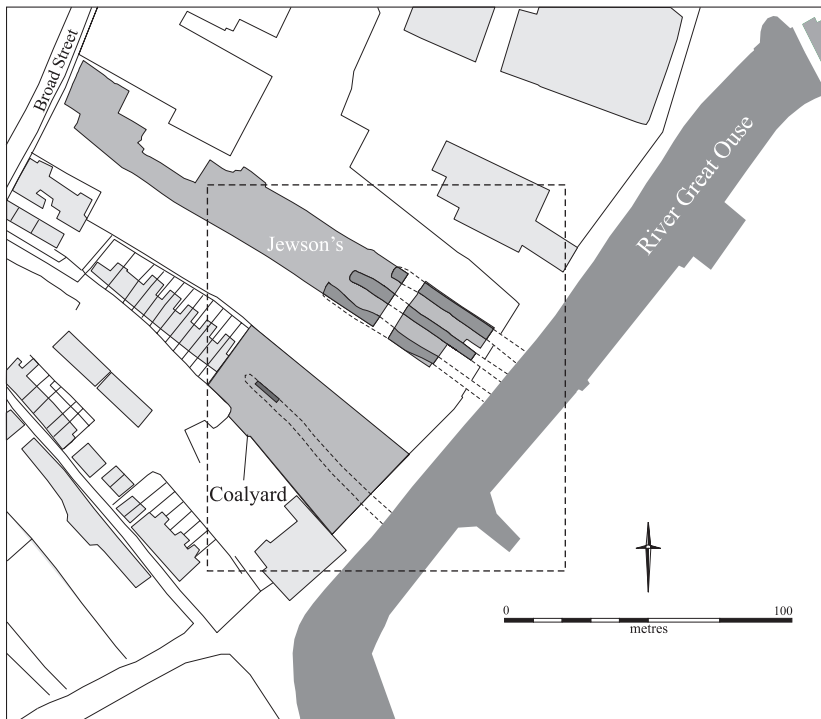 Broad Street
River Great Ouse
Jewson's
Coalyard
0 100
metres